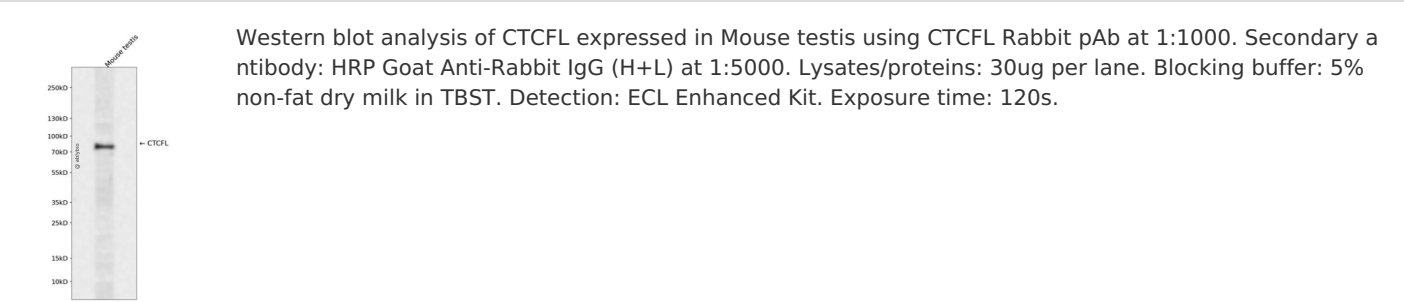 Mouse testis
250kD
130kD
100kD
← CTCFL
70kD
55kD
35kD
25kD
15kD
10kD
Western blot analysis of CTCFL expressed in Mouse testis using CTCFL Rabbit pAb at 1:1000. Secondary a
ntibody: HRP Goat Anti-Rabbit IgG (H+L) at 1:5000. Lysates/proteins: 30ug per lane. Blocking buffer: 5%
non-fat dry milk in TBST. Detection: ECL Enhanced Kit. Exposure time: 120s.